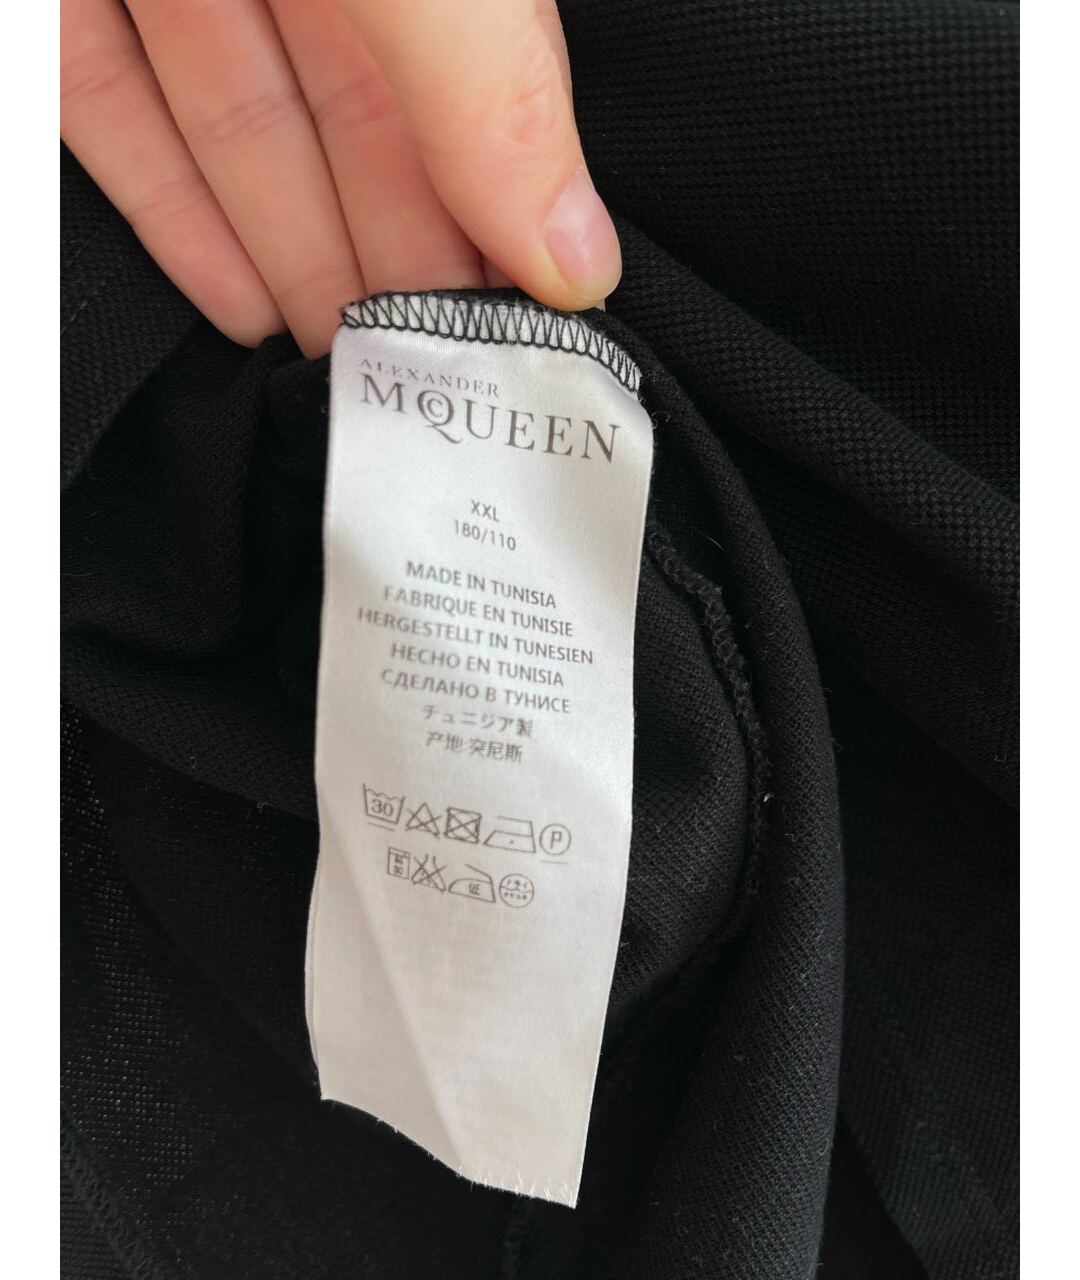 ALEXANDER
McQUEEN
XXL
180/110
MADE IN TUNISIA
FABRIQUE EN TUNISIE
HERGESTELLT IN TUNESIEN
HECHO EN TUNISIA
СДЕЛАНО В ТУНИСЕ
チュニジア製
产地:突尼斯
30
P
低